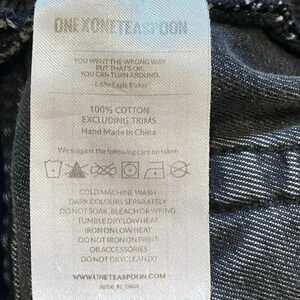 ONEXONETEASPOON
YOU WENT THE WRONG WAY.
BUT THAT'S OK.
YOU CAN TURN AROUND.
100% COTTON
EXCLUDING TRIMS
Hand Made in China
We suggest the following care on taken
COLD MACHINE WASH
DARK COLOURS SEPARATELY
DO NOT SOAK, BLEACH OR WRING
TUMBLE DRY LOW HEAT
IRON ON LOW HEAT
DO NOT IRON ON PRINT
OR ACCESSORIES
DO NOT DRYCLEAN DO
WWW.ONETEASPOON.COM